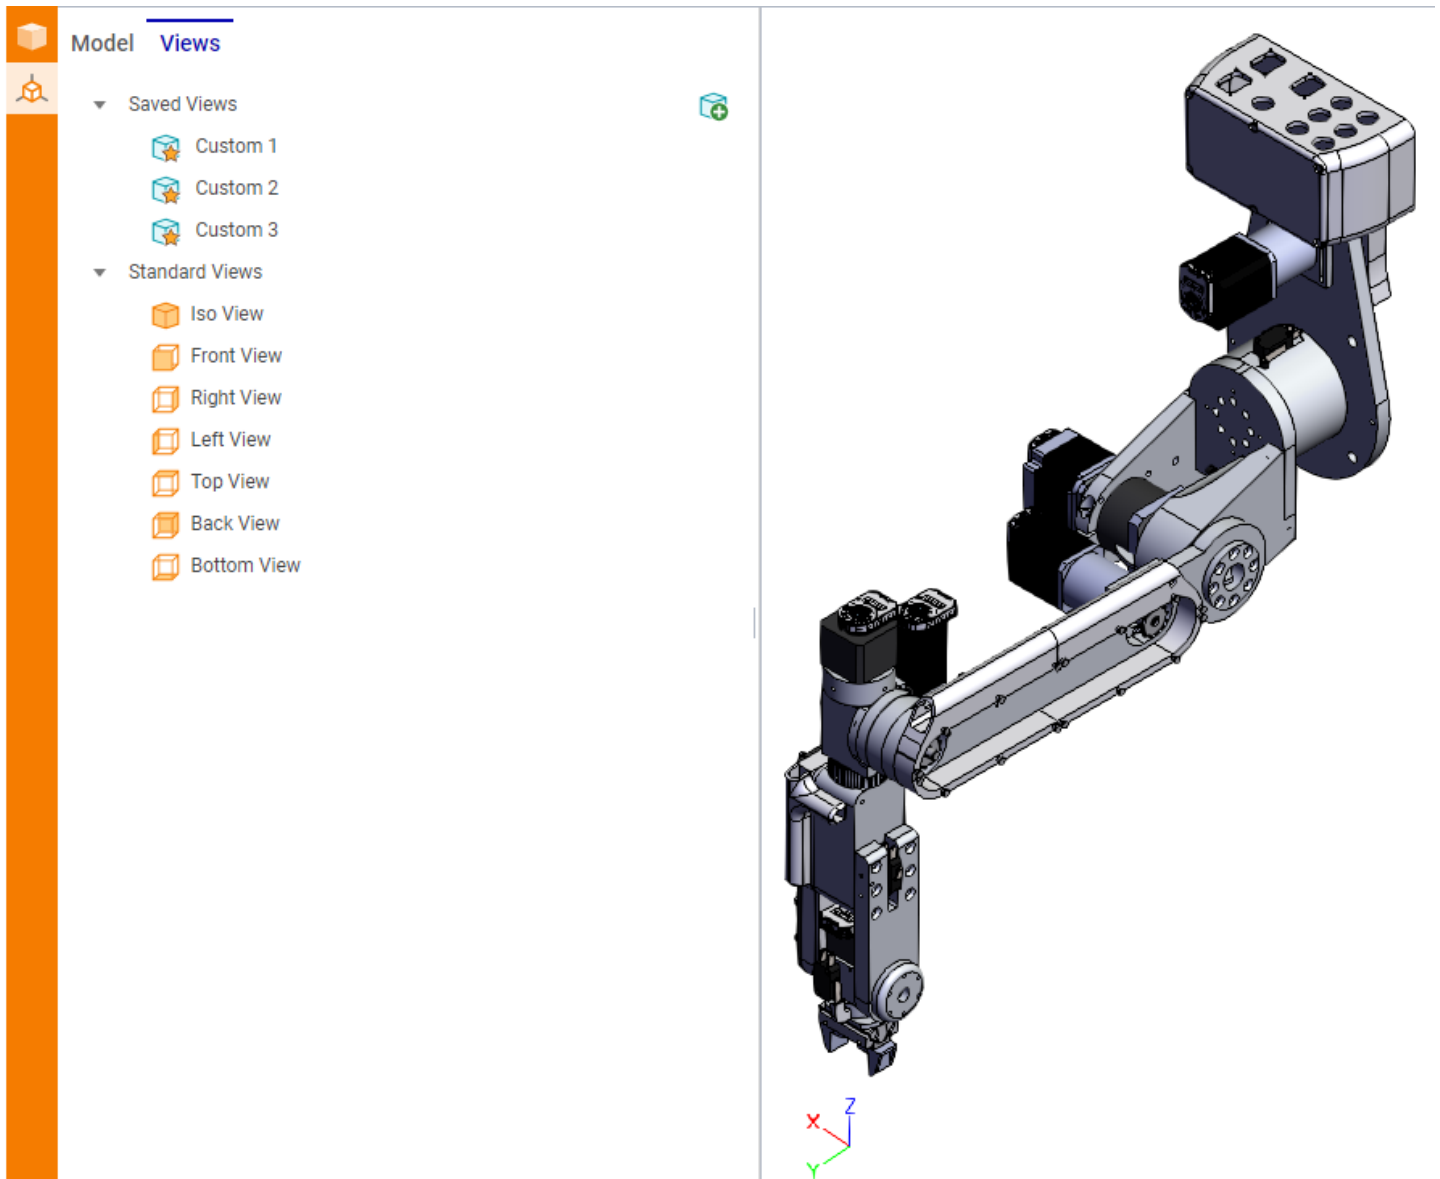 Model Views
Saved Views
Custom 1
Custom 2
Custom 3
Standard Views
Iso View
Front View
Right View
Left View
Top View
Back View
Bottom View
Z
X
Y